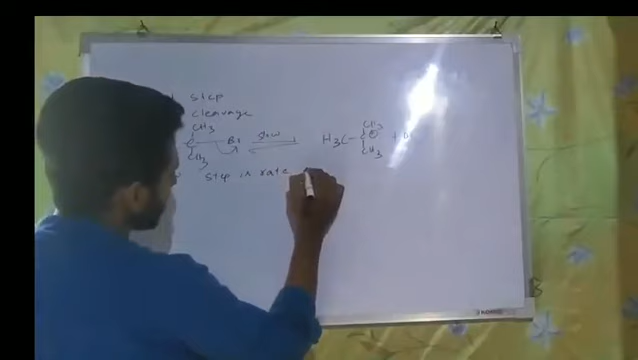 step
cleavage
CH3 CH3
C Br slow H3C-C⊕ +
CH3 CH3
step is rate